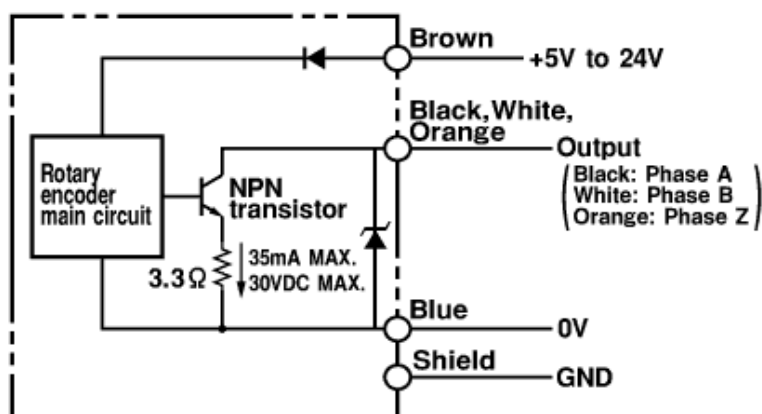 Brown
+5V to 24V
Black,White,
Orange
Output
Black: Phase A
White: Phase B
Orange: Phase Z
Rotary
encoder
main circuit
NPN
transistor
3.3Ω
35mA MAX.
30VDC MAX.
Blue
0V
Shield
GND